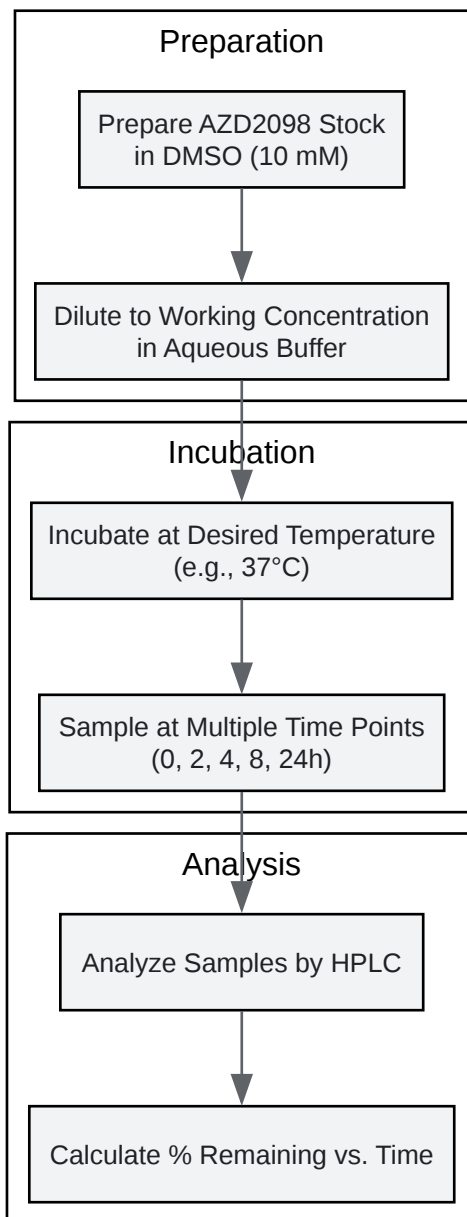 Preparation
Prepare AZD2098 Stock
in DMSO (10 mM)
Dilute to Working Concentration
in Aqueous Buffer
Incubation
Incubate at Desired Temperature
(e.g., 37°C)
Sample at Multiple Time Points
(0, 2, 4, 8, 24h)
Analysis
Analyze Samples by HPLC
Calculate % Remaining vs. Time